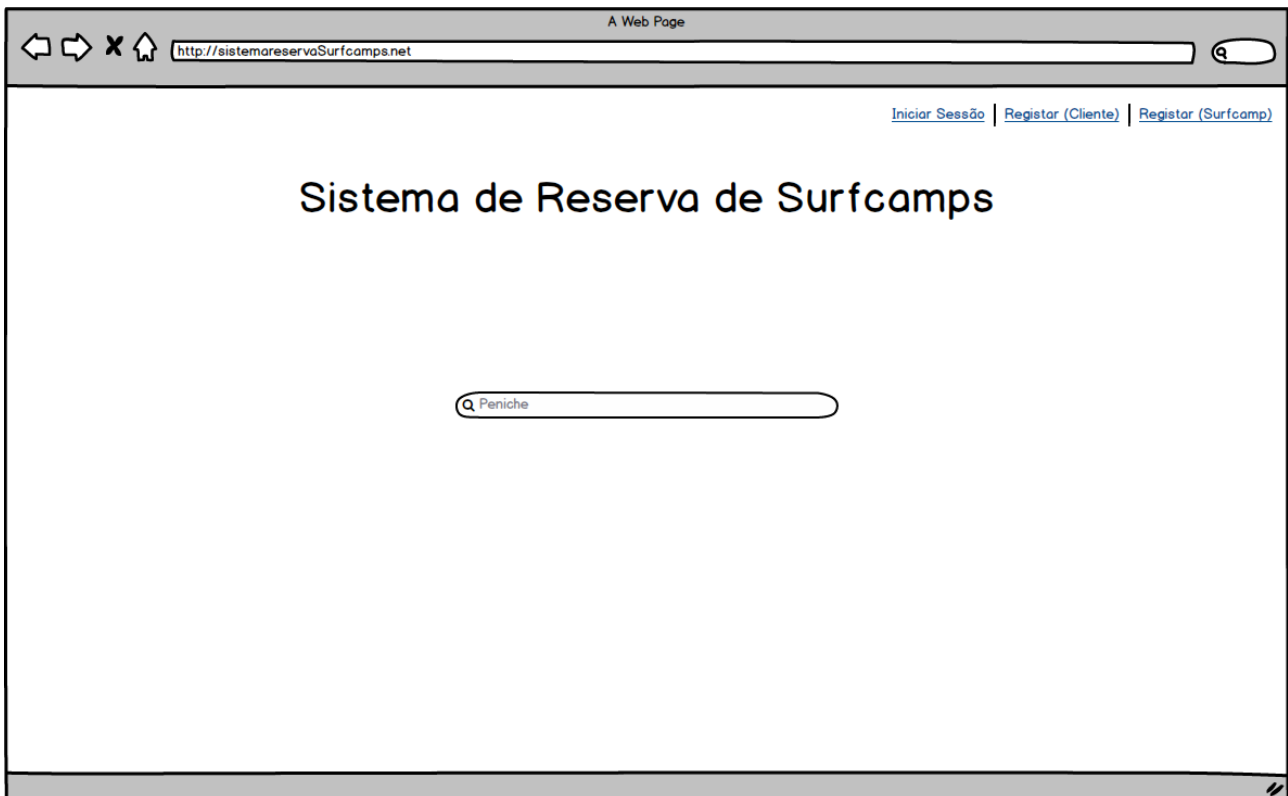 A Web Page
http://sistemareservaSurfcamps.net
Iniciar Sessão | Registar (Cliente) | Registar (Surfcamp)
Sistema de Reserva de Surfcamps
Peniche